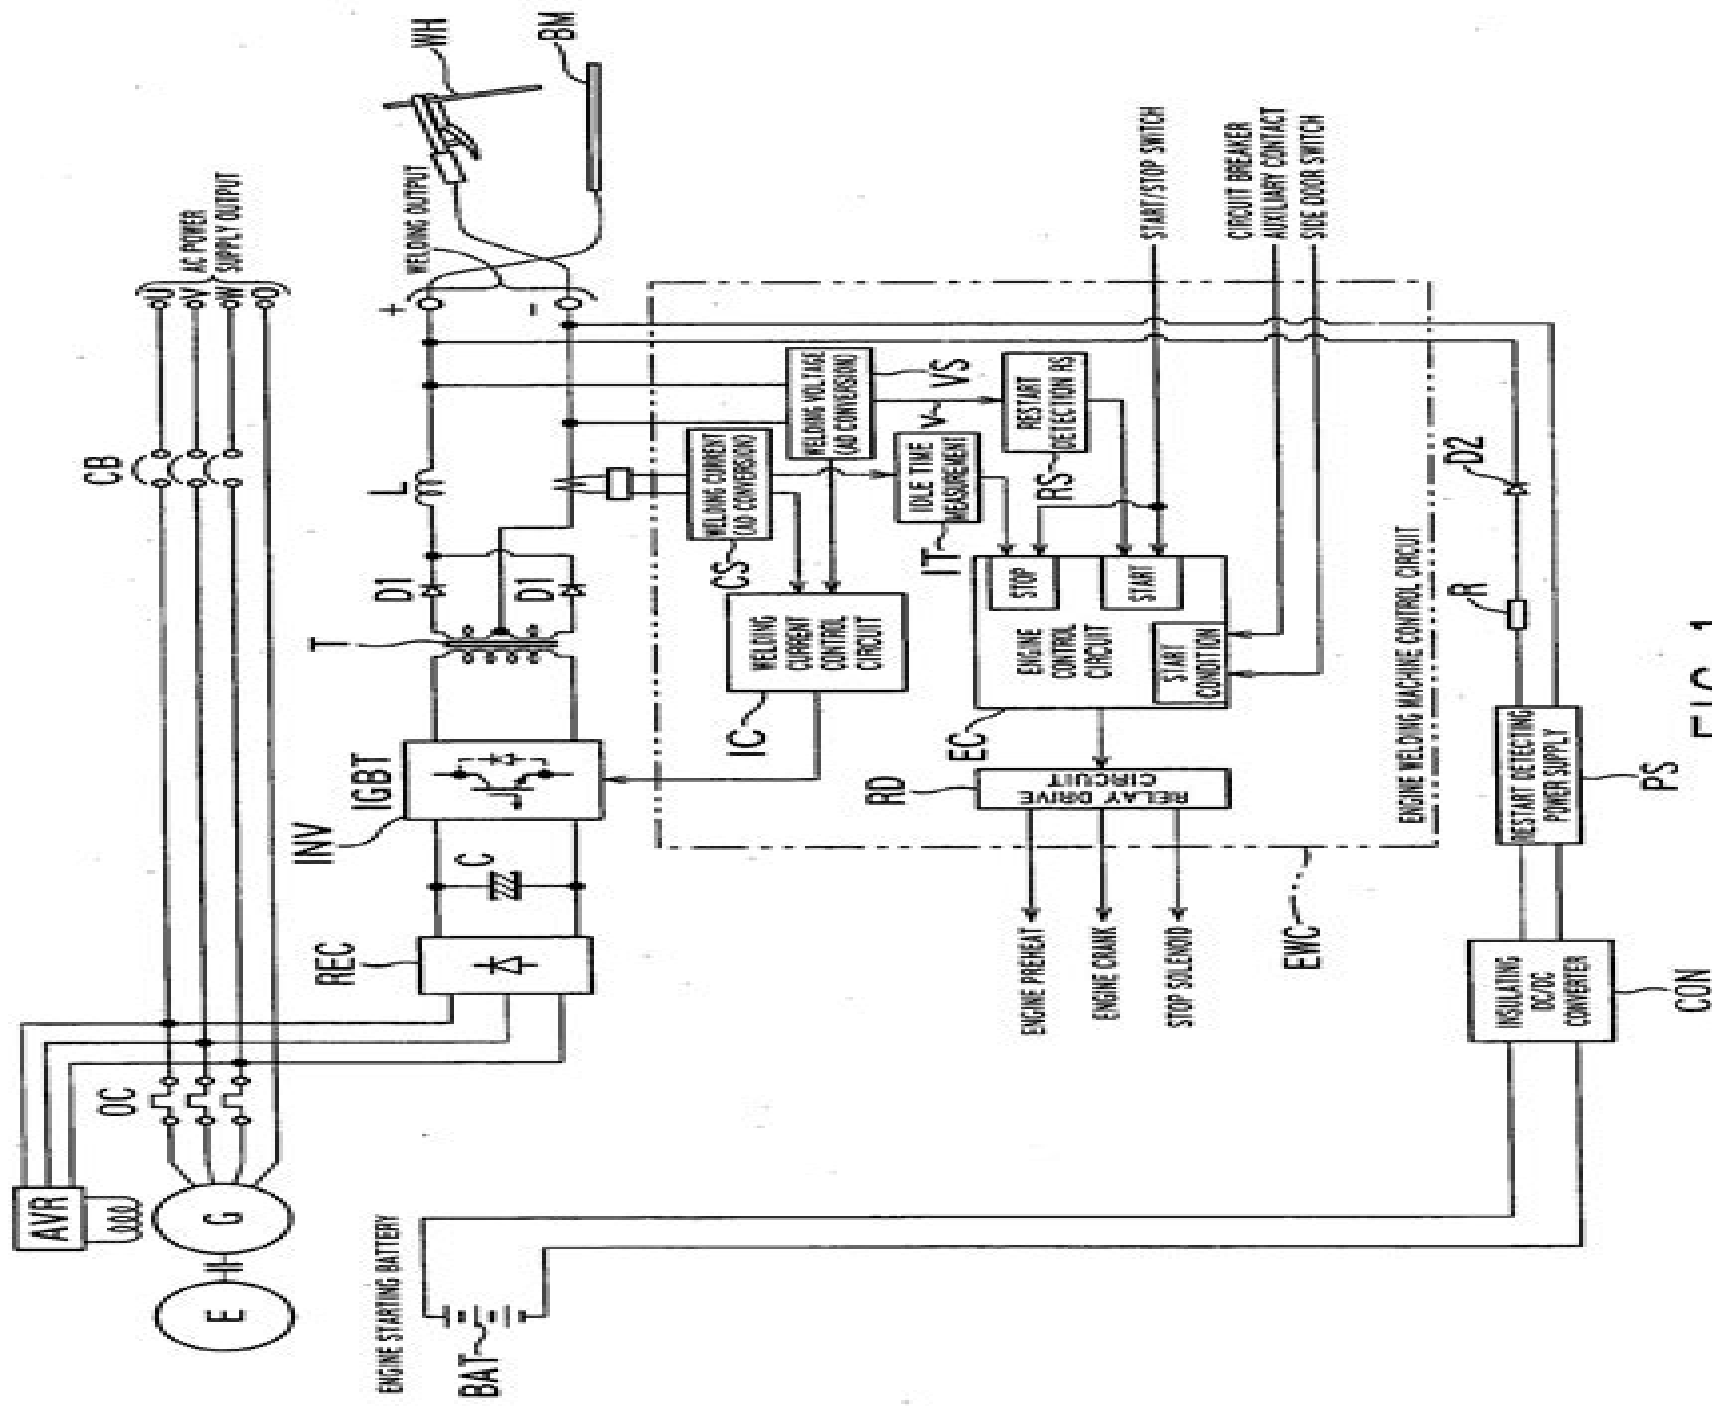 AVR
G
E
OC
CB
U
V
W
O
AC POWER
SUPPLY OUTPUT
REC
C
INV
IGBT
T
D1
D1
L
+
-
WELDING OUTPUT
WH
BM
WELDING CURRENT
(AD CONVERSION)
CS
WELDING VOLTAGE
(AD CONVERSION)
VS
V
IDLE TIME
MEASUREMENT
IT
RESTART
DETECTION RS
RS
WELDING
CURRENT
CONTROL
CIRCUIT
IC
ENGINE
CONTROL
CIRCUIT
STOP
START
START
CONDITION
EC
RELAY DRIVE
CIRCUIT
RD
ENGINE PREHEAT
ENGINE CRANK
STOP SOLENOID
START/STOP SWITCH
CIRCUIT BREAKER
AUXILIARY CONTACT
SIDE DOOR SWITCH
ENGINE WELDING MACHINE CONTROL CIRCUIT
EWC
ENGINE STARTING BATTERY
BAT
INSULATING
DC/DC
CONVERTER
CON
RESTART DETECTING
POWER SUPPLY
PS
R
D2